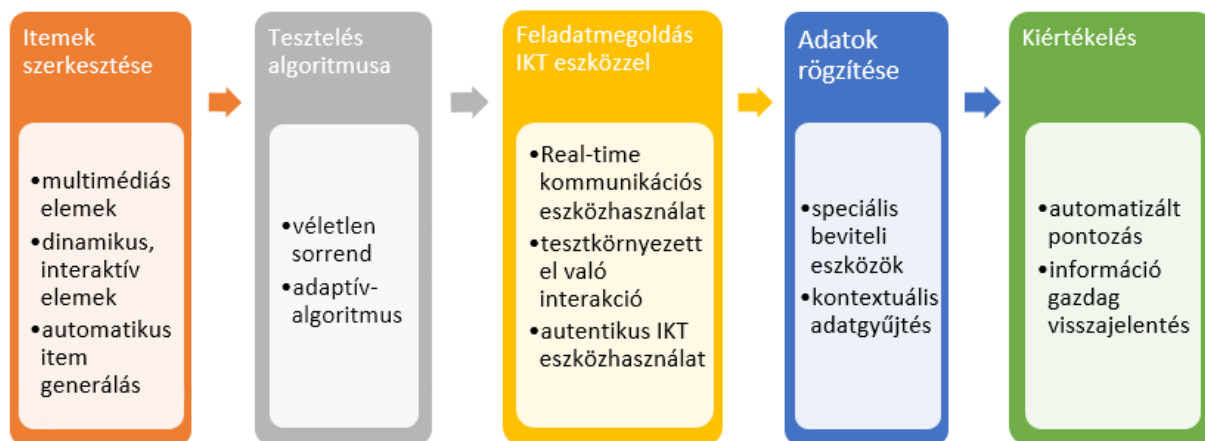 Itemek
szerkesztése
•multimédiás
elemek
•dinamikus,
interaktív
elemek
•automatikus
item
generálás
Tesztelés
algoritmusa
•véletlen
sorrend
•adaptív-
algoritmus
Feladatmegoldás
IKT eszközzel
•Real-time
kommunikációs
eszközhasználat
•tesztkörnyezett
el való
interakció
•autentikus IKT
eszközhasználat
Adatok
rögzítése
•speciális
beviteli
eszközök
•kontextuális
adatgyűjtés
Kiértékelés
•automatizált
pontozás
•információ
gazdag
visszajelentés